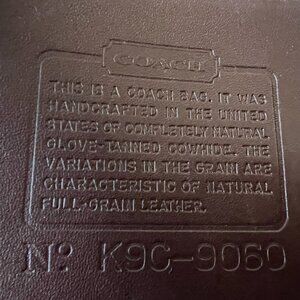 COACH
THIS IS A COACH BAG. IT WAS
HANDCRAFTED IN THE UNITED
STATES OF COMPLETELY NATURAL
GLOVE-TANNED COWHIDE. THE
VARIATIONS IN THE GRAIN ARE
CHARACTERISTIC OF NATURAL
FULL-GRAIN LEATHER.
Nº K9C-9060